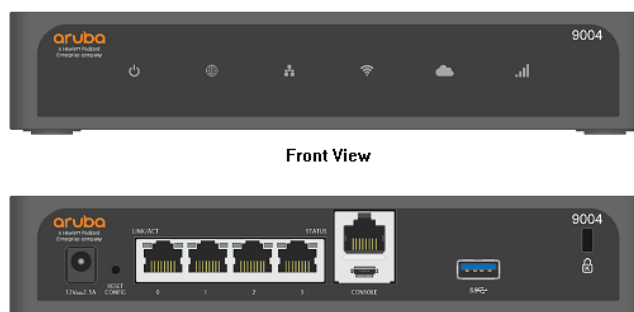 aruba
a Hewlett Packard
Enterprise company
9004
Front View
aruba
a Hewlett Packard
Enterprise company
9004
LINK/ACT
STATUS
RESET
CONFIG
0
1
2
3
CONSOLE